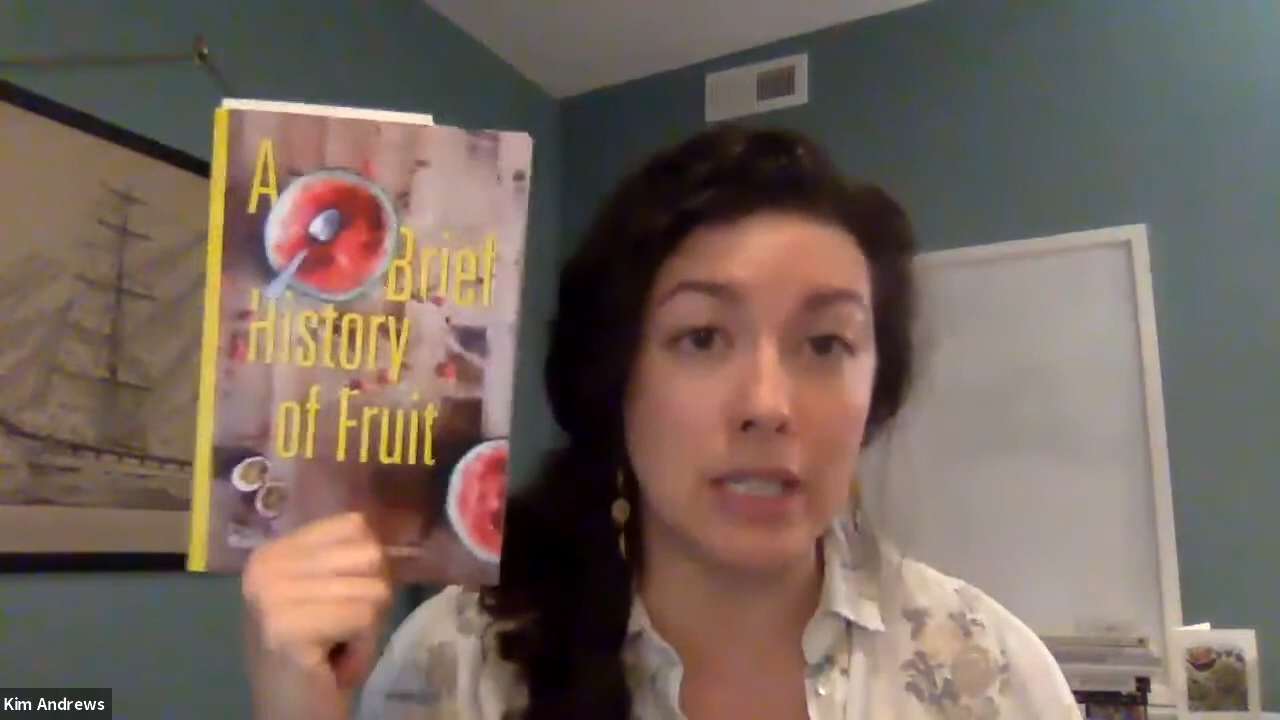 A
Brief
History
of Fruit
Kim Andrews